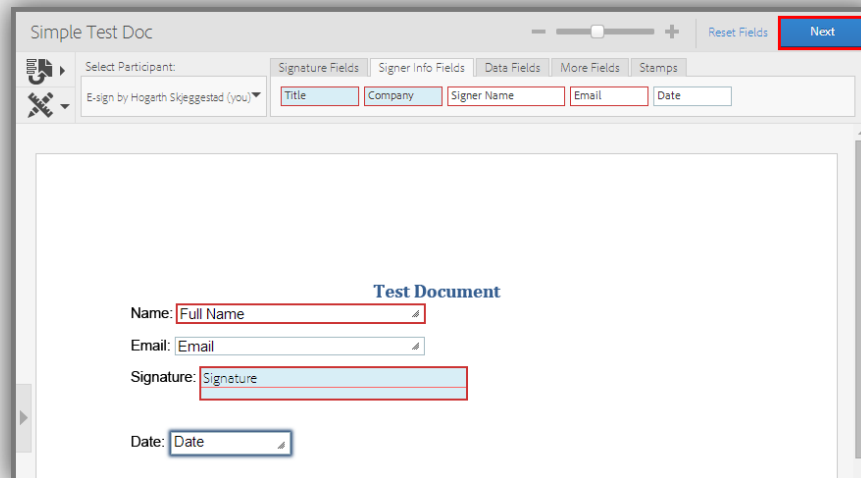 Simple Test Doc
Reset Fields
Next
Select Participant:
Signature Fields
Signer Info Fields
Data Fields
More Fields
Stamps
E-sign by Hogarth Skjeggestad (you)
Title
Company
Signer Name
Email
Date
Test Document
Name: Full Name
Email: Email
Signature: Signature
Date: Date